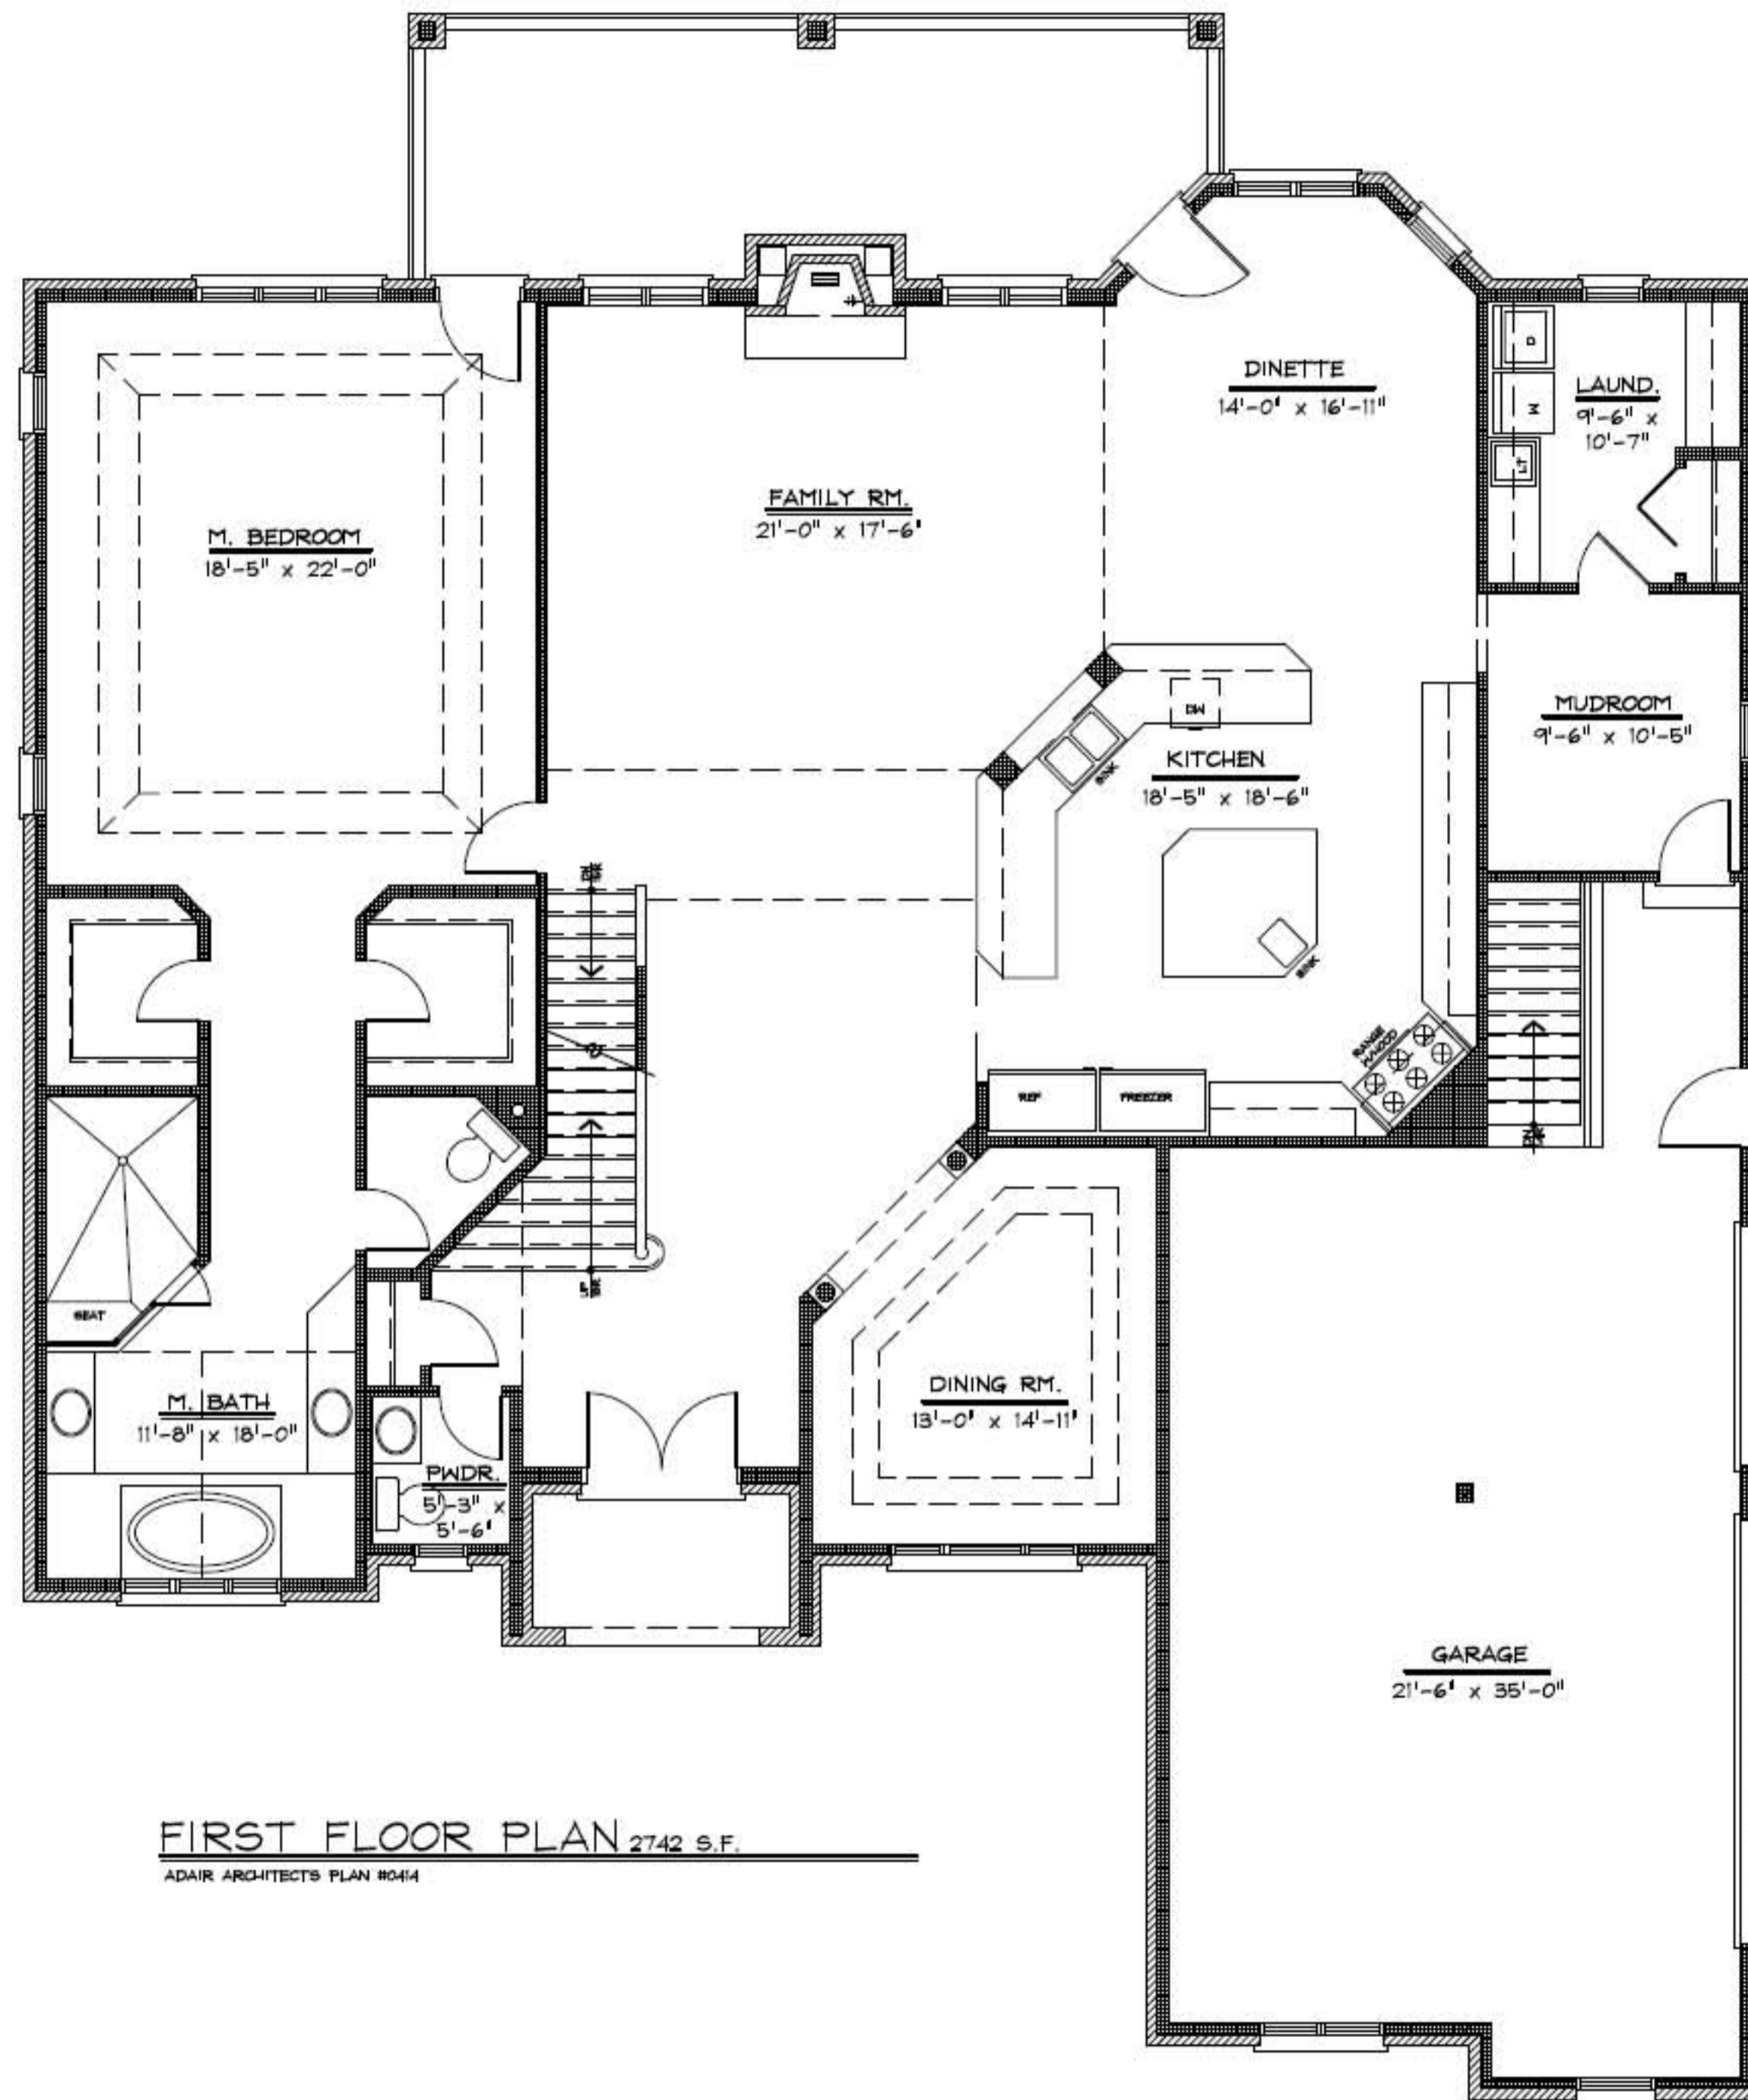 DINETTE
14'-0" x 16'-11"
D
LAUND.
9'-6" x
10'-7"
W
LT
FAMILY RM.
21'-0" x 17'-6"
M. BEDROOM
18'-5" x 22'-0"
DW
SINK
MUDROOM
9'-6" x 10'-5"
KITCHEN
18'-5" x 18'-6"
SINK
RANGE
W/HOOD
REF
FREEZER
UP
SEAT
M. BATH
11'-8" x 18'-0"
DINING RM.
13'-0" x 14'-11"
PWDR.
5'-3" x
5'-6"
GARAGE
21'-6" x 35'-0"
FIRST FLOOR PLAN 2742 S.F.
ADAIR ARCHITECTS PLAN #0414